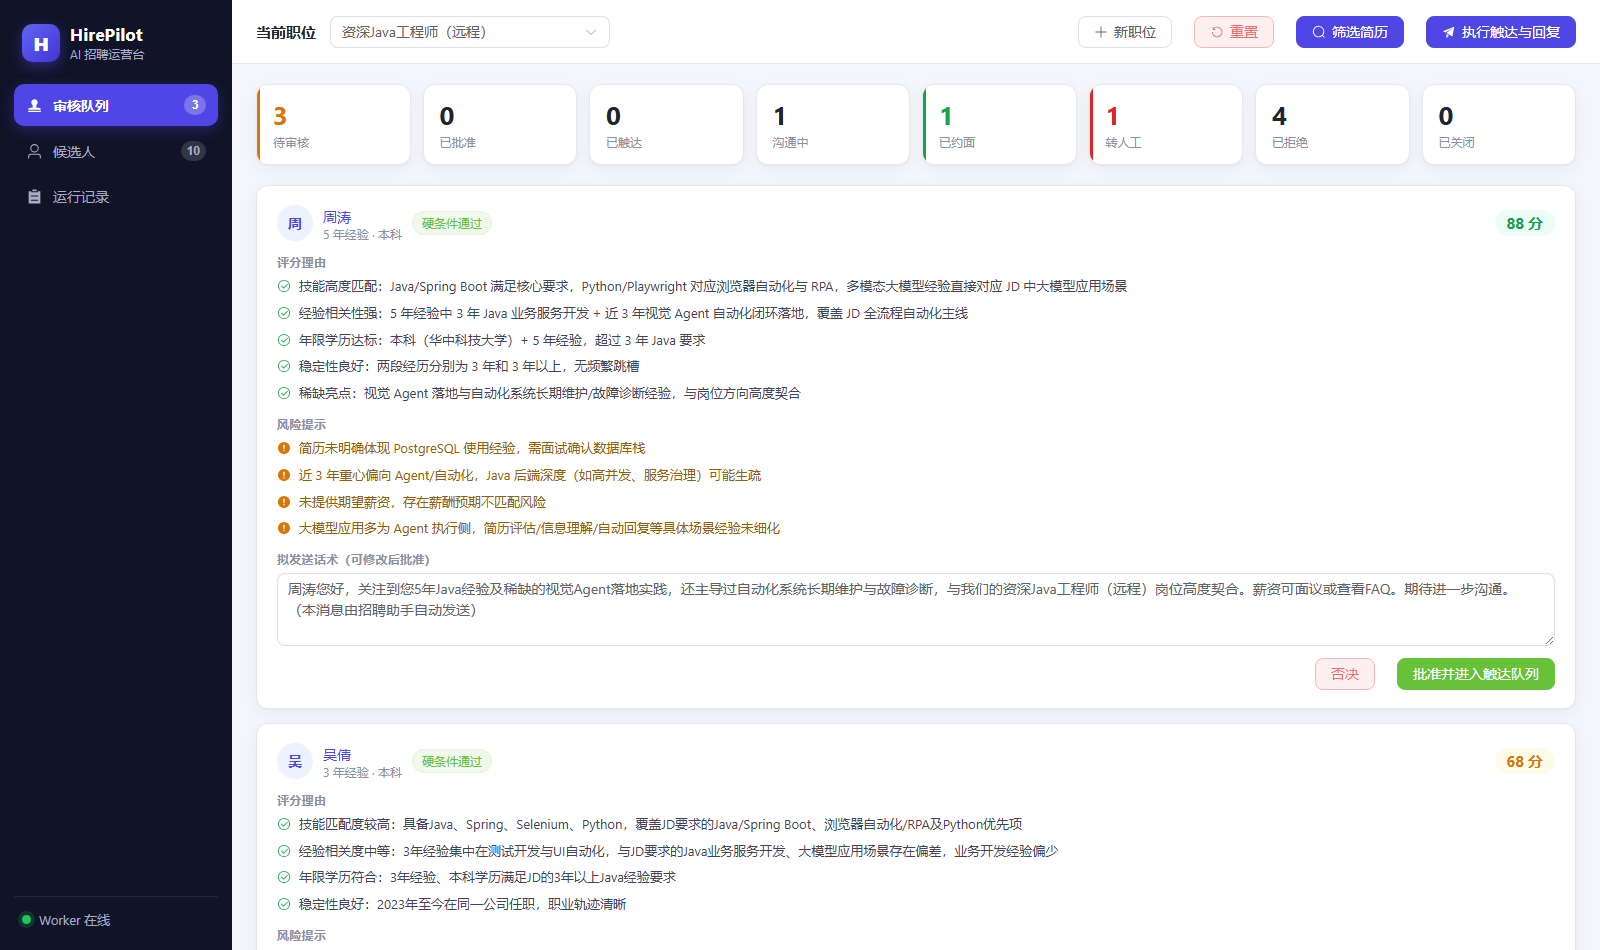 H
HirePilot
AI 招聘运营台
审核队列 3
候选人 10
运行记录
Worker 在线
当前职位 资深Java工程师（远程） 新职位 重置 筛选简历 执行触达与回复
3 0 0 1 1 1 4 0
待审核 已批准 已触达 沟通中 已约面 转人工 已拒绝 已关闭
周 周涛 硬条件通过 88 分
5 年经验 · 本科
评分理由
技能高度匹配：Java/Spring Boot 满足核心要求，Python/Playwright 对应浏览器自动化与 RPA，多模态大模型经验直接对应 JD 中大模型应用场景
经验相关性强：5 年经验中 3 年 Java 业务服务开发 + 近 3 年视觉 Agent 自动化闭环落地，覆盖 JD 全流程自动化主线
年限学历达标：本科（华中科技大学）+ 5 年经验，超过 3 年 Java 要求
稳定性良好：两段经历分别为 3 年和 3 年以上，无频繁跳槽
稀缺亮点：视觉 Agent 落地与自动化系统长期维护/故障诊断经验，与岗位方向高度契合
风险提示
简历未明确体现 PostgreSQL 使用经验，需面试确认数据库栈
近 3 年重心偏向 Agent/自动化，Java 后端深度（如高并发、服务治理）可能生疏
未提供期望薪资，存在薪酬预期不匹配风险
大模型应用多为 Agent 执行侧，简历评估/信息理解/自动回复等具体场景经验未细化
拟发送话术（可修改后批准）
周涛您好，关注到您5年Java经验及稀缺的视觉Agent落地实践，还主导过自动化系统长期维护与故障诊断，与我们的资深Java工程师（远程）岗位高度契合。薪资可面议或查看FAQ。期待进一步沟通。
（本消息由招聘助手自动发送）
否决 批准并进入触达队列
吴 吴倩 硬条件通过 68 分
3 年经验 · 本科
评分理由
技能匹配度较高：具备Java、Spring、Selenium、Python，覆盖JD要求的Java/Spring Boot、浏览器自动化/RPA及Python优先项
经验相关度中等：3年经验集中在测试开发与UI自动化，与JD要求的Java业务服务开发、大模型应用场景存在偏差，业务开发经验偏少
年限学历符合：3年经验、本科学历满足JD的3年以上Java经验要求
稳定性良好：2023年至今在同一公司任职，职业轨迹清晰
风险提示